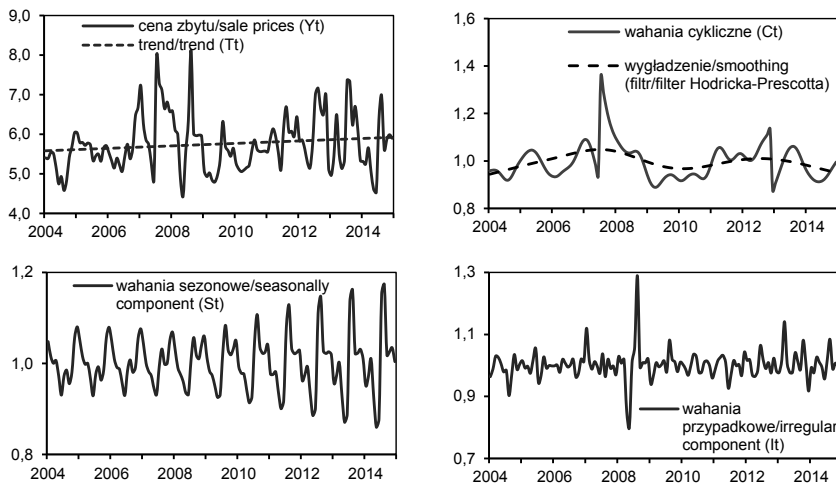 9,0
cena zbytu/sale prices (Yt)
trend/trend (Tt)
8,0
7,0
6,0
5,0
4,0
2004 2006 2008 2010 2012 2014
1,6
wahania cykliczne (Ct)
1,4
wygładzenie/smoothing
(filtr/filter Hodricka-Prescotta)
1,2
1,0
0,8
2004 2006 2008 2010 2012 2014
1,2
wahania sezonowe/seasonally
component (St)
1,0
0,8
2004 2006 2008 2010 2012 2014
1,3
1,1
0,9
wahania
przypadkowe/irregular
component (It)
0,7
2004 2006 2008 2010 2012 2014